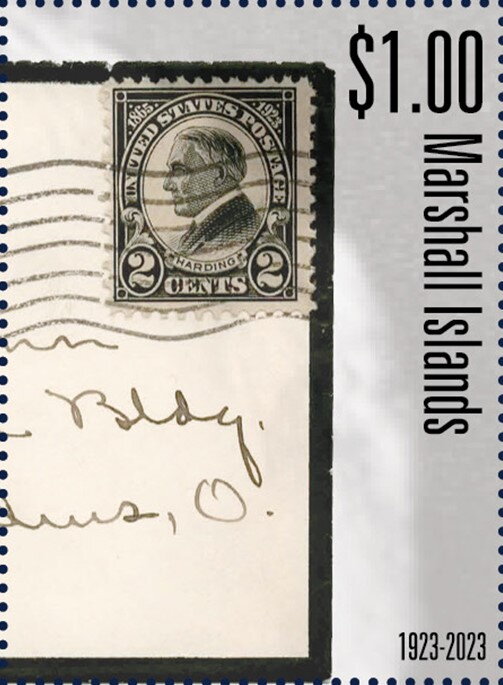 $1.00
Marshall Islands
1865 - 1923
UNITED STATES POSTAGE
HARDING
2 CENTS 2
Bldg.
, O.
1923-2023